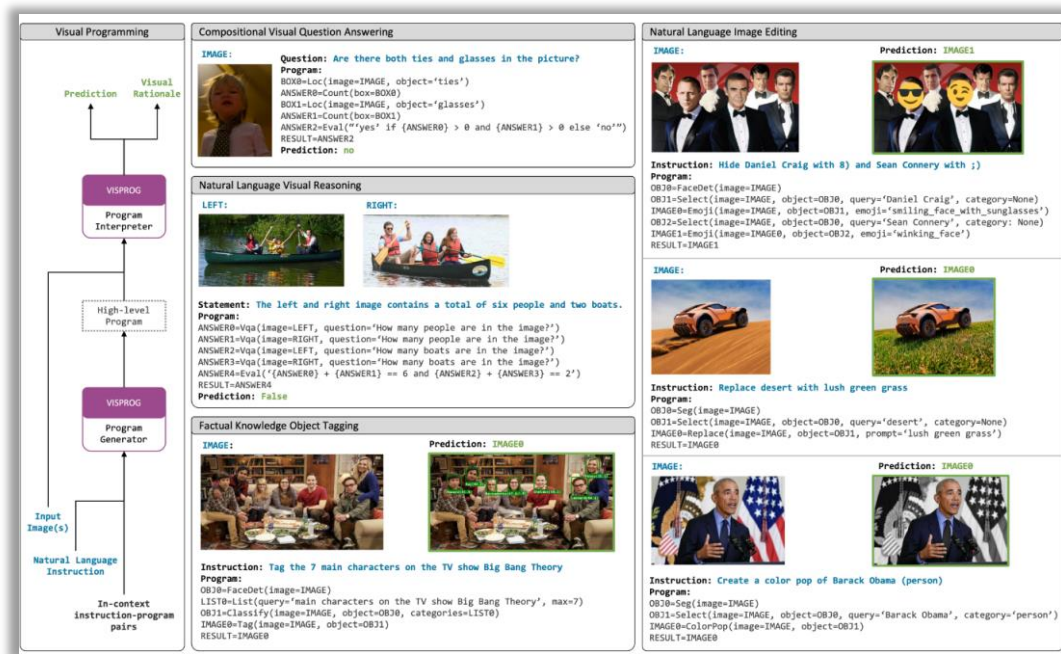 Visual Programming
Prediction
Visual
Rationale
VISPROG
Program
Interpreter
High-level
Program
VISPROG
Program
Generator
Input
Image(s)
Natural Language
Instruction
In-context
instruction-program
pairs
Compositional Visual Question Answering
IMAGE:
Question: Are there both ties and glasses in the picture?
Program:
BOX0=Loc(image=IMAGE, object=‘ties’)
ANSWER0=Count(box=BOX0)
BOX1=Loc(image=IMAGE, object=‘glasses’)
ANSWER1=Count(box=BOX1)
ANSWER2=Eval(“‘yes’ if {ANSWER0} > 0 and {ANSWER1} > 0 else ‘no’”)
RESULT=ANSWER2
Prediction: no
Natural Language Visual Reasoning
LEFT:
RIGHT:
Statement: The left and right image contains a total of six people and two boats.
Program:
ANSWER0=Vqa(image=LEFT, question=‘How many people are in the image?’)
ANSWER1=Vqa(image=RIGHT, question=‘How many people are in the image?’)
ANSWER2=Vqa(image=LEFT, question=‘How many boats are in the image?’)
ANSWER3=Vqa(image=RIGHT, question=‘How many boats are in the image?’)
ANSWER4=Eval(‘{ANSWER0} + {ANSWER1} == 6 and {ANSWER2} + {ANSWER3} == 2’)
RESULT=ANSWER4
Prediction: False
Factual Knowledge Object Tagging
IMAGE:
Prediction: IMAGE0
Instruction: Tag the 7 main characters on the TV show Big Bang Theory
Program:
OBJ0=FaceDet(image=IMAGE)
LIST0=List(query=‘main characters on the TV show Big Bang Theory’, max=7)
OBJ1=Classify(image=IMAGE, object=OBJ0, categories=LIST0)
IMAGE0=Tag(image=IMAGE, object=OBJ1)
RESULT=IMAGE0
Natural Language Image Editing
IMAGE:
Prediction: IMAGE1
Instruction: Hide Daniel Craig with 8) and Sean Connery with ;)
Program:
OBJ0=FaceDet(image=IMAGE)
OBJ1=Select(image=IMAGE, object=OBJ0, query=‘Daniel Craig’, category=None)
IMAGE0=Emoji(image=IMAGE, object=OBJ1, emoji=‘smiling_face_with_sunglasses’)
OBJ2=Select(image=IMAGE, object=OBJ0, query=‘Sean Connery’, category: None)
IMAGE1=Emoji(image=IMAGE0, object=OBJ2, emoji=‘winking_face’)
RESULT=IMAGE1
IMAGE:
Prediction: IMAGE0
Instruction: Replace desert with lush green grass
Program:
OBJ0=Seg(image=IMAGE)
OBJ1=Select(image=IMAGE, object=OBJ0, query=‘desert’, category=None)
IMAGE0=Replace(image=IMAGE, object=OBJ1, prompt=‘lush green grass’)
RESULT=IMAGE0
IMAGE:
Prediction: IMAGE0
Instruction: Create a color pop of Barack Obama (person)
Program:
OBJ0=Seg(image=IMAGE)
OBJ1=Select(image=IMAGE, object=OBJ0, query=‘Barack Obama’, category=‘person’)
IMAGE0=ColorPop(image=IMAGE, object=OBJ1)
RESULT=IMAGE0